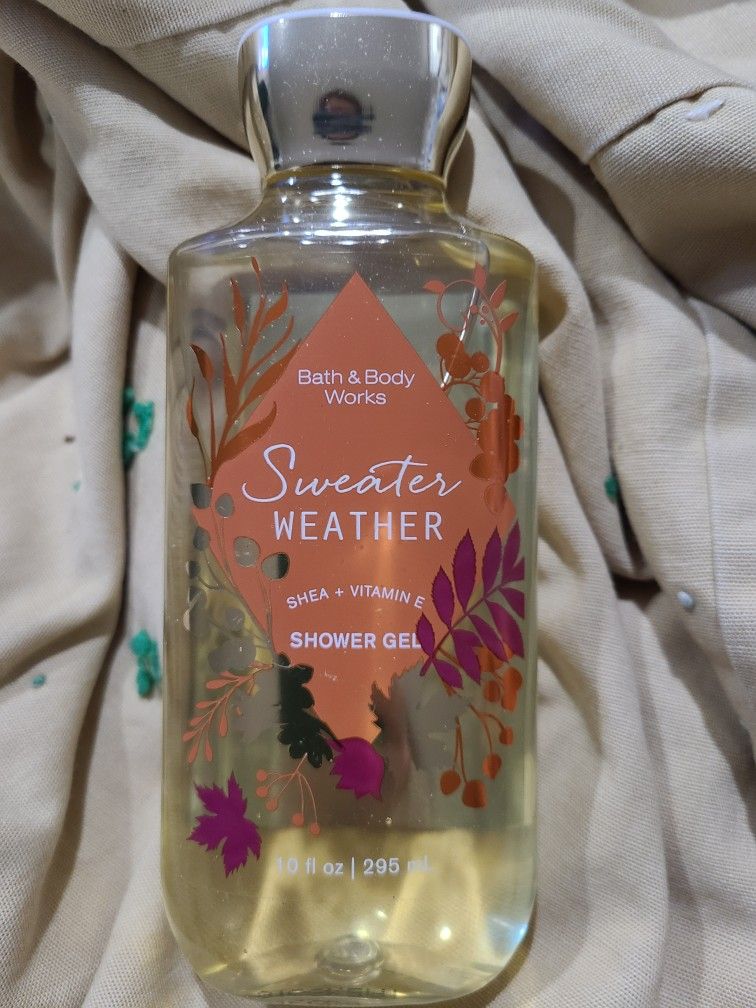 Bath & Body
Works
Sweater
WEATHER
SHEA + VITAMIN E
SHOWER GEL
10 fl oz | 295 mL